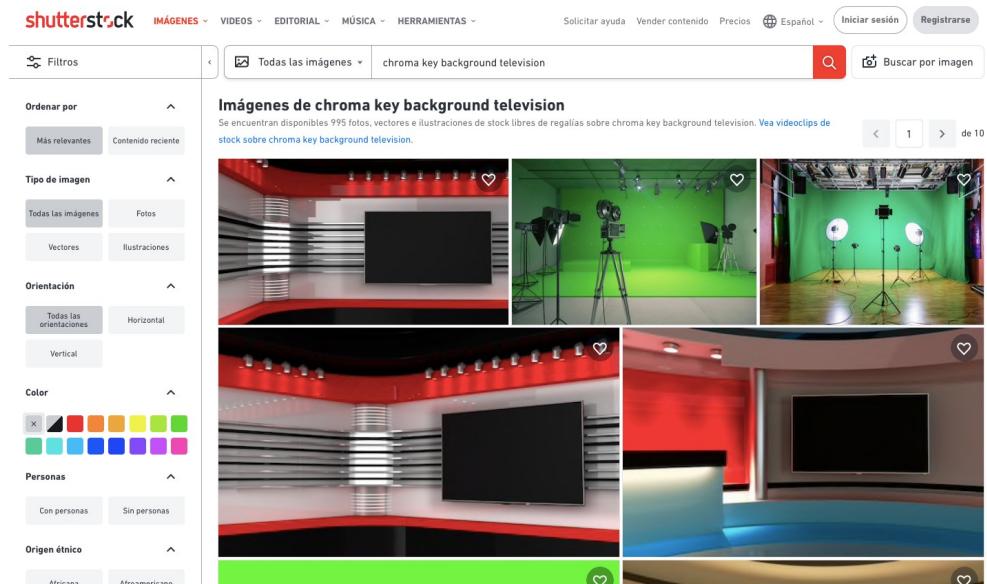 shutterstock
IMÁGENES VIDEOS EDITORIAL MÚSICA HERRAMIENTAS Solicitar ayuda Vender contenido Precios Español Iniciar sesión Registrarse
Filtros
Todas las imágenes chroma key background television Buscar por imagen
Ordenar por
Más relevantes Contenido reciente
Tipo de imagen
Todas las imágenes Fotos
Vectores Ilustraciones
Orientación
Todas las
orientaciones
Horizontal
Vertical
Color
Personas
Con personas Sin personas
Origen étnico
Africana Afroamericano
Imágenes de chroma key background television
Se encuentran disponibles 995 fotos, vectores e ilustraciones de stock libres de regalías sobre chroma key background television. Vea videoclips de
stock sobre chroma key background television.
1 de 10